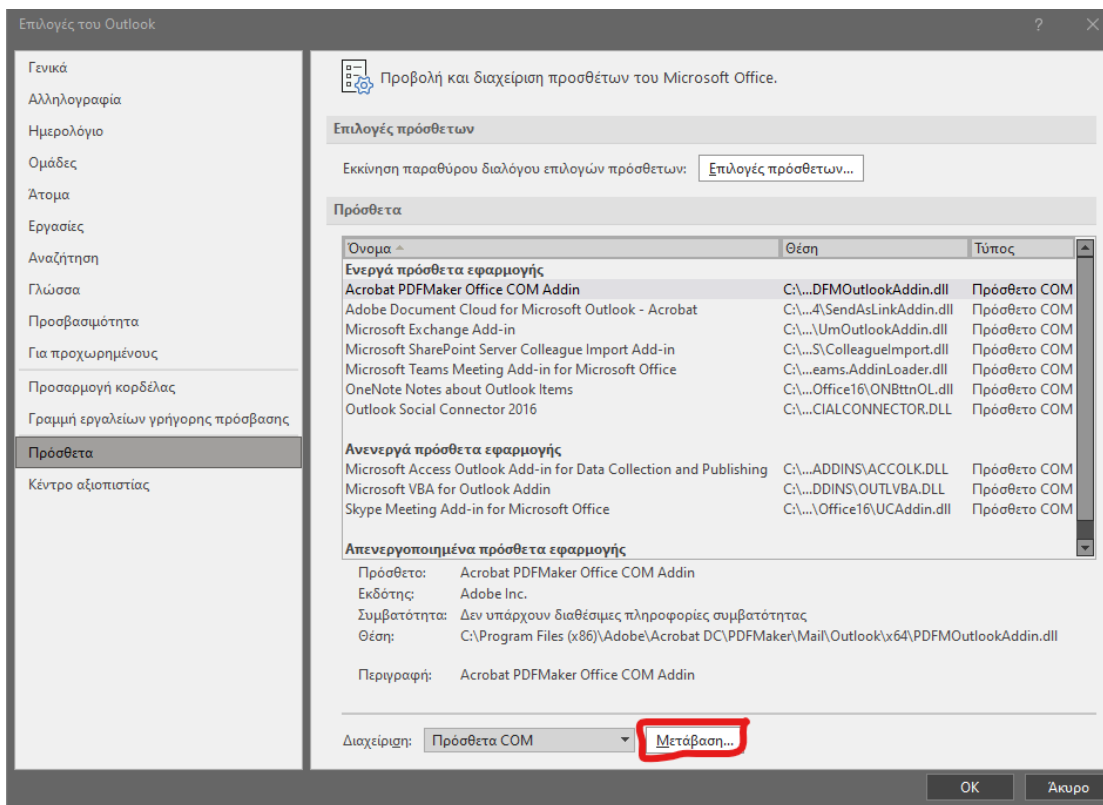 Επιλογές του Outlook
?
Γενικά
Αλληλογραφία
Ημερολόγιο
Ομάδες
Άτομα
Εργασίες
Αναζήτηση
Γλώσσα
Προσβασιμότητα
Για προχωρημένους
Προσαρμογή κορδέλας
Γραμμή εργαλείων γρήγορης πρόσβασης
Πρόσθετα
Κέντρο αξιοπιστίας
Προβολή και διαχείριση προσθέτων του Microsoft Office.
Επιλογές πρόσθετων
Εκκίνηση παραθύρου διαλόγου επιλογών πρόσθετων: Επιλογές πρόσθετων...
Πρόσθετα
Όνομα Θέση Τύπος
Ενεργά πρόσθετα εφαρμογής
Acrobat PDFMaker Office COM Addin C:\...DFMOutlookAddin.dll Πρόσθετο COM
Adobe Document Cloud for Microsoft Outlook - Acrobat C:\...4\SendAsLinkAddin.dll Πρόσθετο COM
Microsoft Exchange Add-in C:\...\UmOutlookAddin.dll Πρόσθετο COM
Microsoft SharePoint Server Colleague Import Add-in C:\...S\ColleagueImport.dll Πρόσθετο COM
Microsoft Teams Meeting Add-in for Microsoft Office C:\...eams.AddinLoader.dll Πρόσθετο COM
OneNote Notes about Outlook Items C:\...Office16\ONBttnOL.dll Πρόσθετο COM
Outlook Social Connector 2016 C:\...CIALCONNECTOR.DLL Πρόσθετο COM
Ανενεργά πρόσθετα εφαρμογής
Microsoft Access Outlook Add-in for Data Collection and Publishing C:\...ADDINS\ACCOLK.DLL Πρόσθετο COM
Microsoft VBA for Outlook Addin C:\...DDINS\OUTLVBA.DLL Πρόσθετο COM
Skype Meeting Add-in for Microsoft Office C:\...\Office16\UCAddin.dll Πρόσθετο COM
Απενεργοποιημένα πρόσθετα εφαρμογής
Πρόσθετο: Acrobat PDFMaker Office COM Addin
Εκδότης: Adobe Inc.
Συμβατότητα: Δεν υπάρχουν διαθέσιμες πληροφορίες συμβατότητας
Θέση: C:\Program Files (x86)\Adobe\Acrobat DC\PDFMaker\Mail\Outlook\x64\PDFMOutlookAddin.dll
Περιγραφή: Acrobat PDFMaker Office COM Addin
Διαχείριση: Πρόσθετα COM Μετάβαση...
OK Άκυρο